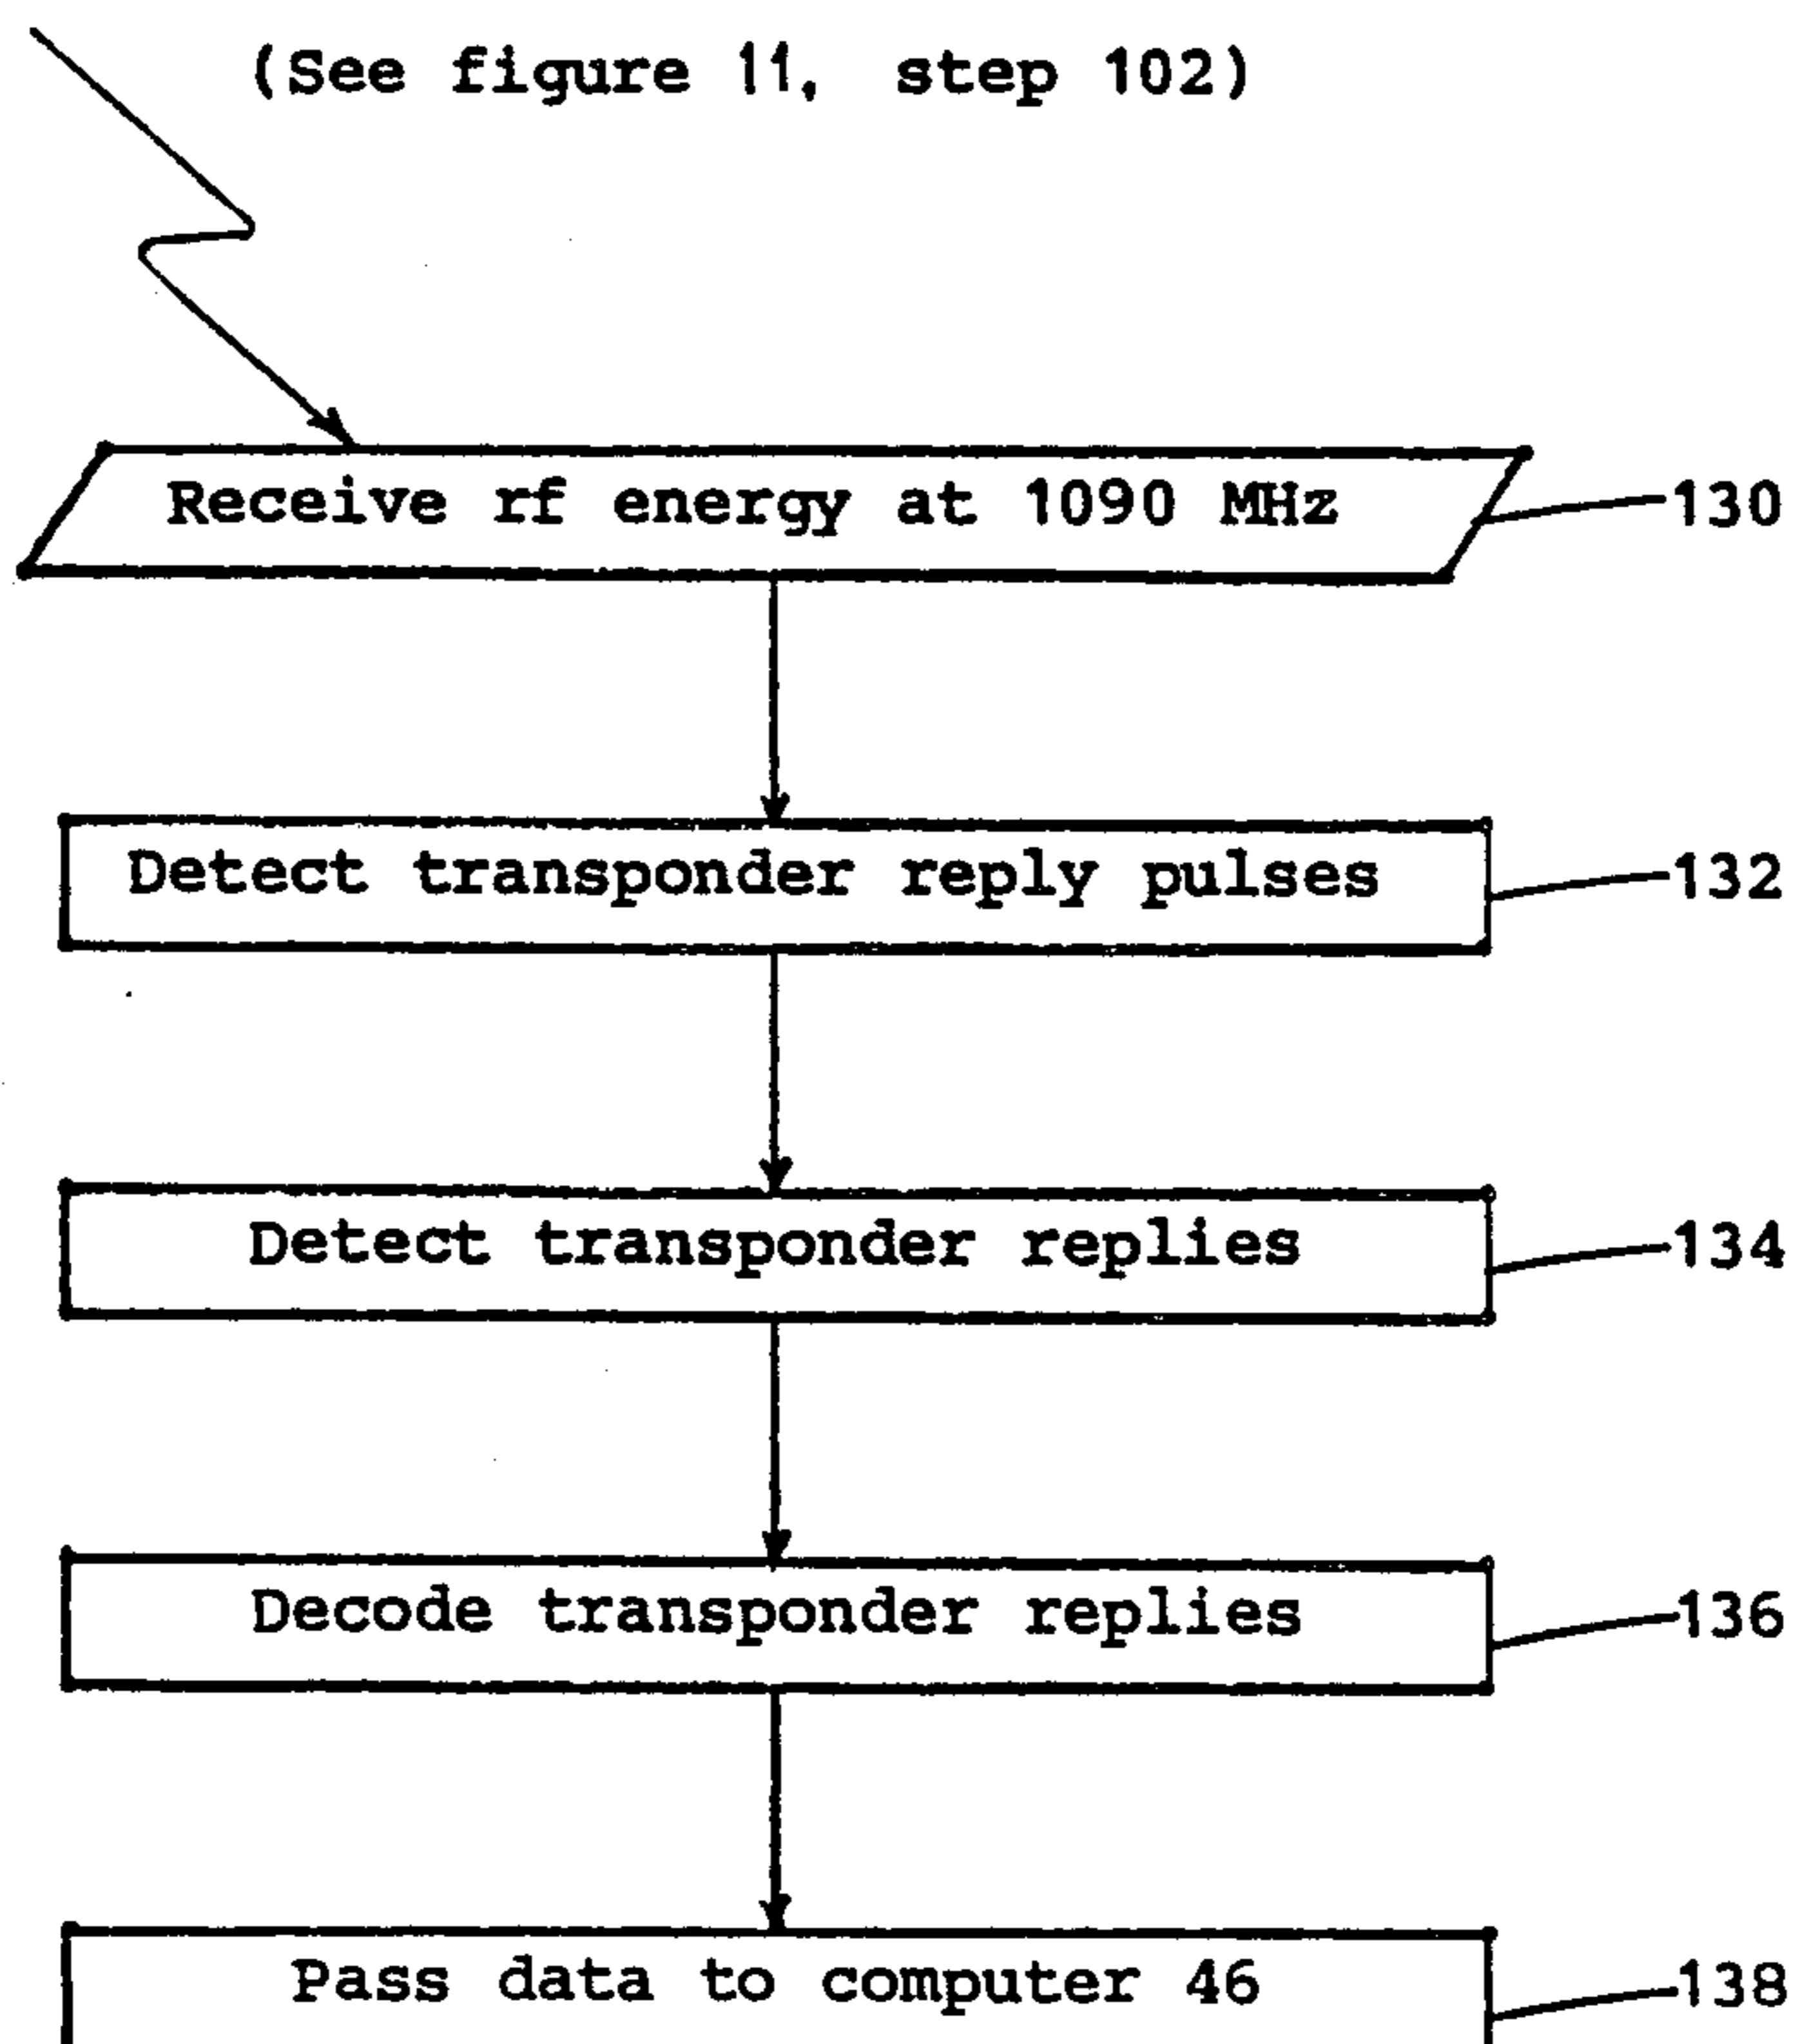 (See figure 11, step 102)
Receive rf energy at 1090 MHz
130
Detect transponder reply pulses
132
Detect transponder replies
134
Decode transponder replies
136
Pass data to computer 46
138